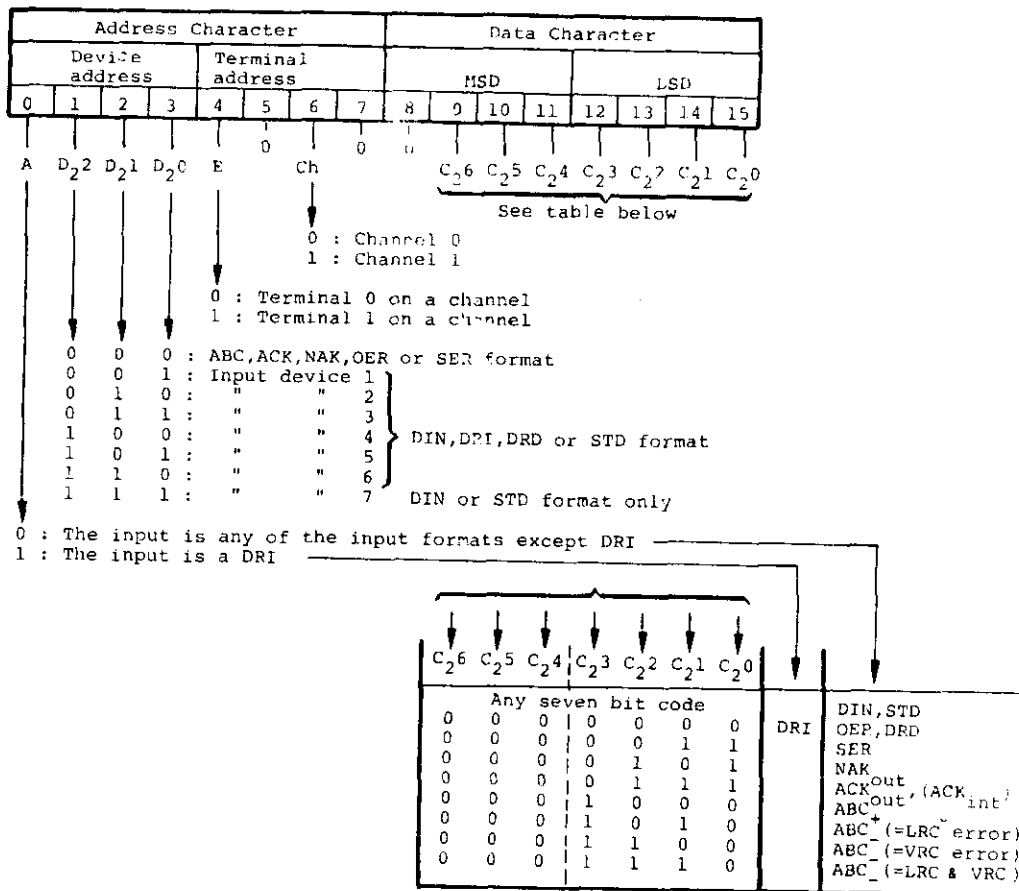 Address Character Data Character
Device address Terminal address MSD LSD
0 1 2 3 4 5 6 7 8 9 10 11 12 13 14 15
0 0
A D₂2 D₂1 D₂0 E Ch C₂6 C₂5 C₂4 C₂3 C₂2 C₂1 C₂0
See table below
0 : Channel 0
1 : Channel 1
0 : Terminal 0 on a channel
1 : Terminal 1 on a channel
0 0 0 : ABC,ACK,NAK,OER or SER format
0 0 1 : Input device 1
0 1 0 : " " 2
0 1 1 : " " 3
1 0 0 : " " 4 DIN,DRI,DRD or STD format
1 0 1 : " " 5
1 1 0 : " " 6
1 1 1 : " " 7 DIN or STD format only
0 : The input is any of the input formats except DRI
1 : The input is a DRI
C₂6 C₂5 C₂4 C₂3 C₂2 C₂1 C₂0
Any seven bit code DIN,STD
0 0 0 0 0 0 0 DRI OER,DRD
0 0 0 0 0 1 1 SER
0 0 0 0 1 0 1 NAKout
0 0 0 0 1 1 1 ACKout,(ACKint)
0 0 0 1 0 0 0 ABC+
0 0 0 1 0 1 0 ABC_(=LRC error)
0 0 0 1 1 0 0 ABC_(=VRC error)
0 0 0 1 1 1 0 ABC_(=LRC & VRC)